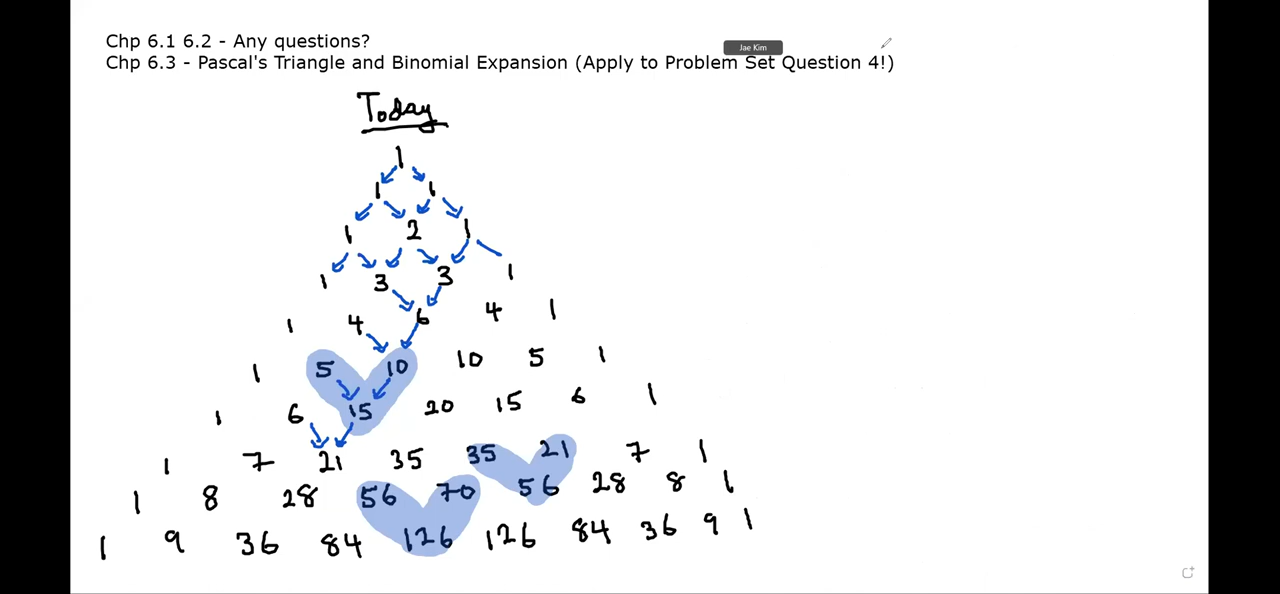 Chp 6.1 6.2 - Any questions?
Jae Kim
Chp 6.3 - Pascal's Triangle and Binomial Expansion (Apply to Problem Set Question 4!)
Today
1
1 1
1 2 1
1 3 3 1
1 4 6 4 1
1 5 10 10 5 1
1 6 15 20 15 6 1
1 7 21 35 35 21 7 1
1 8 28 56 70 56 28 8 1
1 9 36 84 126 126 84 36 9 1